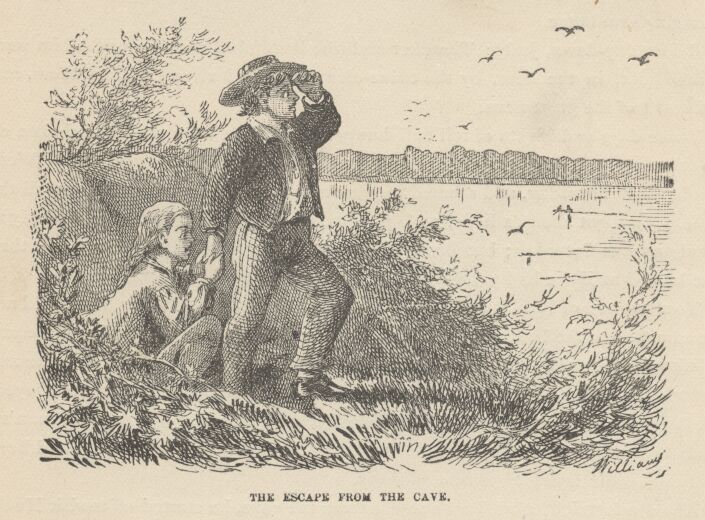 Williams
THE ESCAPE FROM THE CAVE.